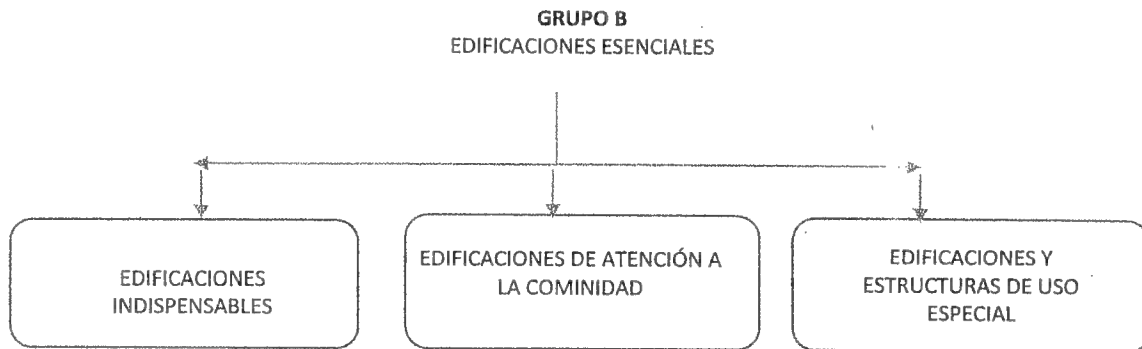 GRUPO B
EDIFICACIONES ESENCIALES
EDIFICACIONES
INDISPENSABLES
EDIFICACIONES DE ATENCIÓN A
LA COMINIDAD
EDIFICACIONES Y
ESTRUCTURAS DE USO
ESPECIAL